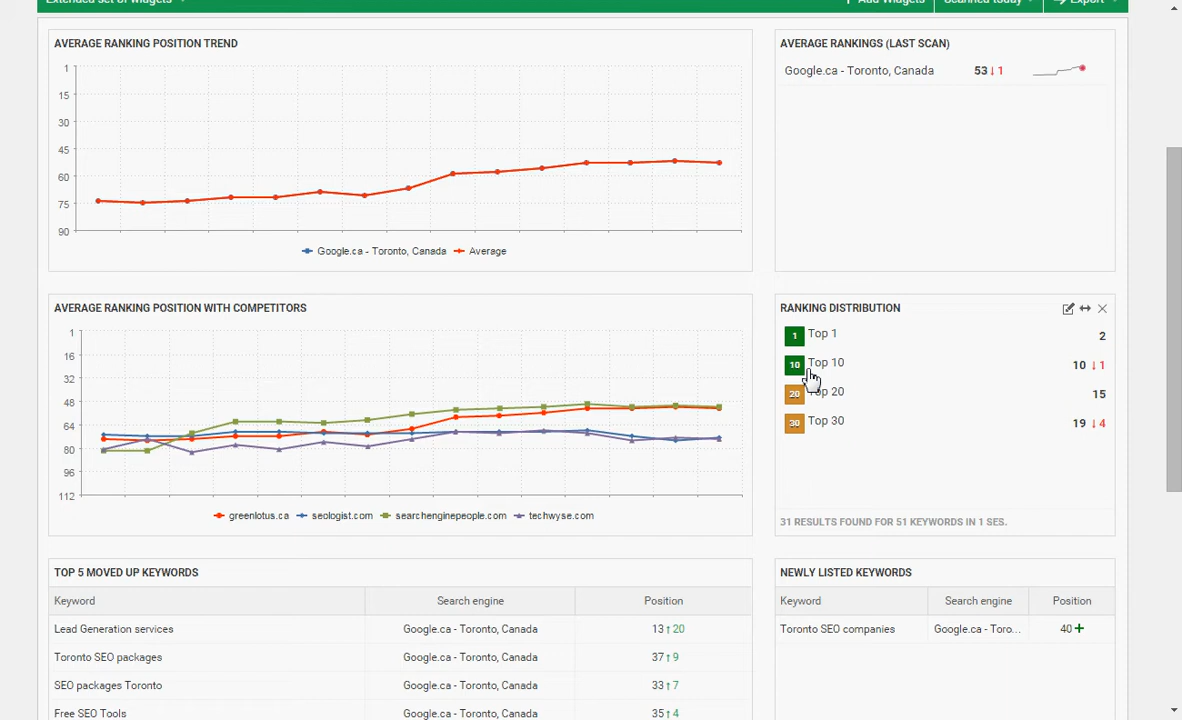 Extended set of widgets
Add Widgets
Scanned today
Export
AVERAGE RANKING POSITION TREND
1
15
30
45
60
75
90
Google.ca - Toronto, Canada
Average
AVERAGE RANKINGS (LAST SCAN)
Google.ca - Toronto, Canada 53↓1
AVERAGE RANKING POSITION WITH COMPETITORS
1
16
32
48
64
80
96
112
greenlotus.ca
seologist.com
searchenginepeople.com
techwyse.com
RANKING DISTRIBUTION
1 Top 1 2
10 Top 10 10 ↓1
20 Top 20 15
30 Top 30 19 ↓4
31 RESULTS FOUND FOR 51 KEYWORDS IN 1 SES.
TOP 5 MOVED UP KEYWORDS
Keyword Search engine Position
Lead Generation services Google.ca - Toronto, Canada 13↑20
Toronto SEO packages Google.ca - Toronto, Canada 37↑9
SEO packages Toronto Google.ca - Toronto, Canada 33↑7
Free SEO Tools Google.ca - Toronto, Canada 35↑4
NEWLY LISTED KEYWORDS
Keyword Search engine Position
Toronto SEO companies Google.ca - Toro... 40+